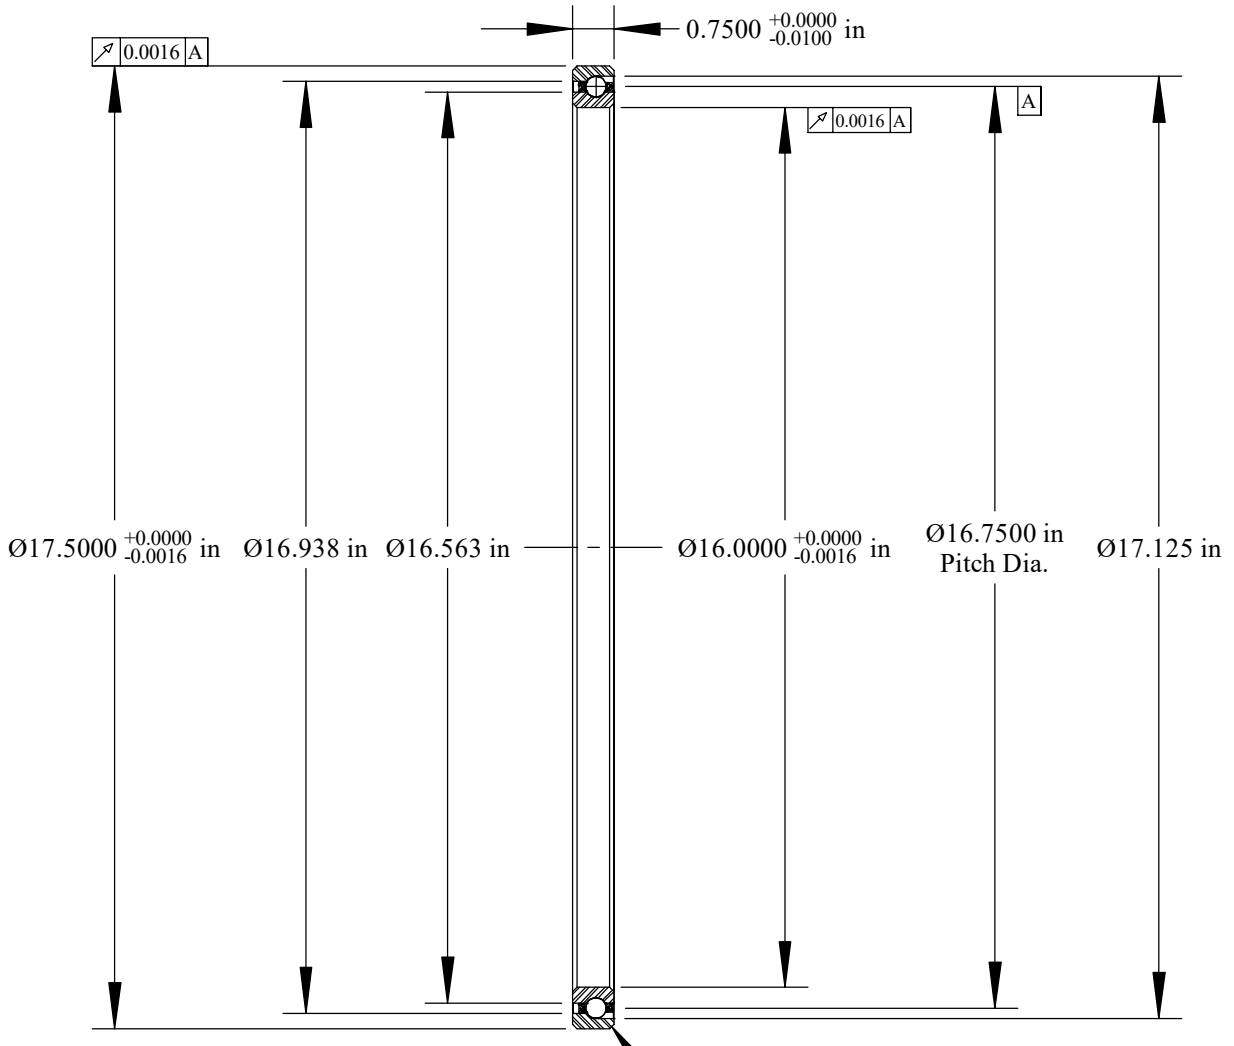 0.7500 +0.0000 -0.0100 in
0.0016 A
A
0.0016 A
Ø17.5000 +0.0000 -0.0016 in
Ø16.938 in
Ø16.563 in
Ø16.0000 +0.0000 -0.0016 in
Ø16.7500 in
Pitch Dia.
Ø17.125 in